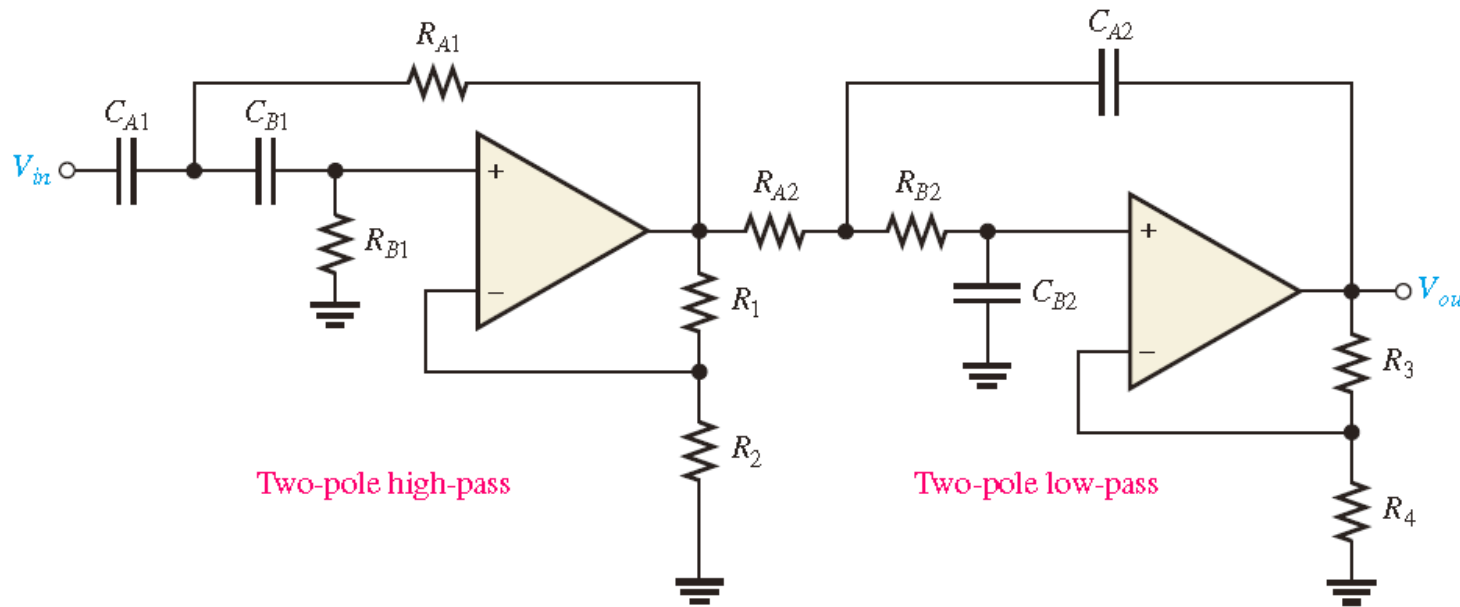 C_A2
R_A1
C_A1
C_B1
V_in
+
R_A2
R_B2
+
R_B1
−
R_1
C_B2
V_ou
−
R_3
R_2
Two-pole high-pass
Two-pole low-pass
R_4